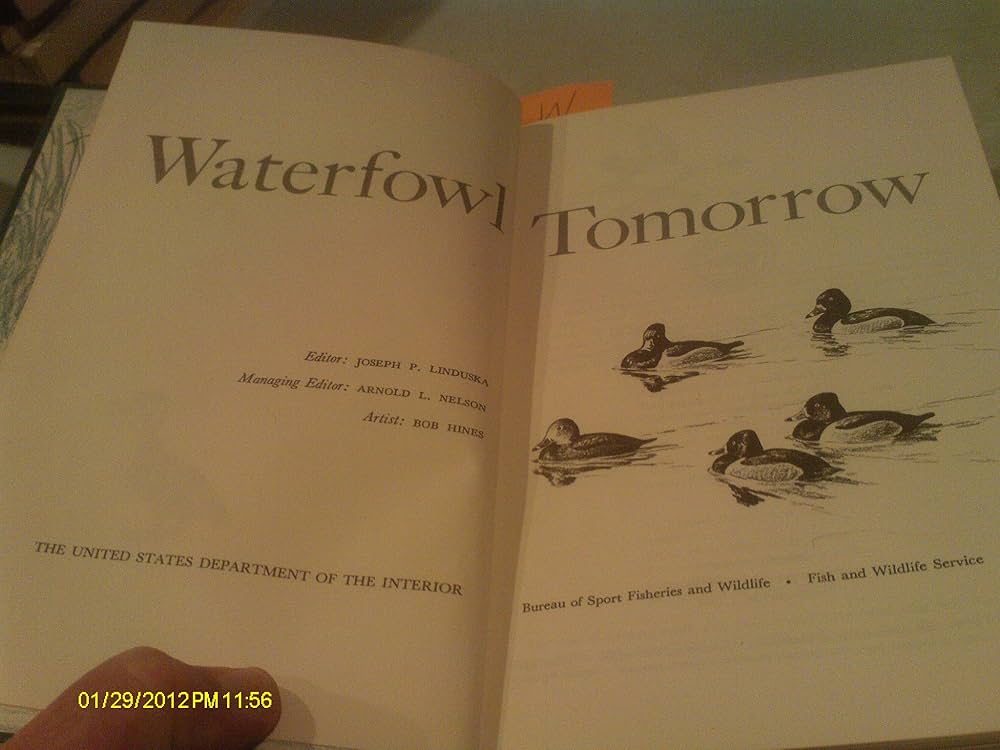 W
Waterfowl Tomorrow
Editor: JOSEPH P. LINDUSKA
Managing Editor: ARNOLD L. NELSON
Artist: BOB HINES
THE UNITED STATES DEPARTMENT OF THE INTERIOR
Bureau of Sport Fisheries and Wildlife • Fish and Wildlife Service
01/29/2012 PM 11:56